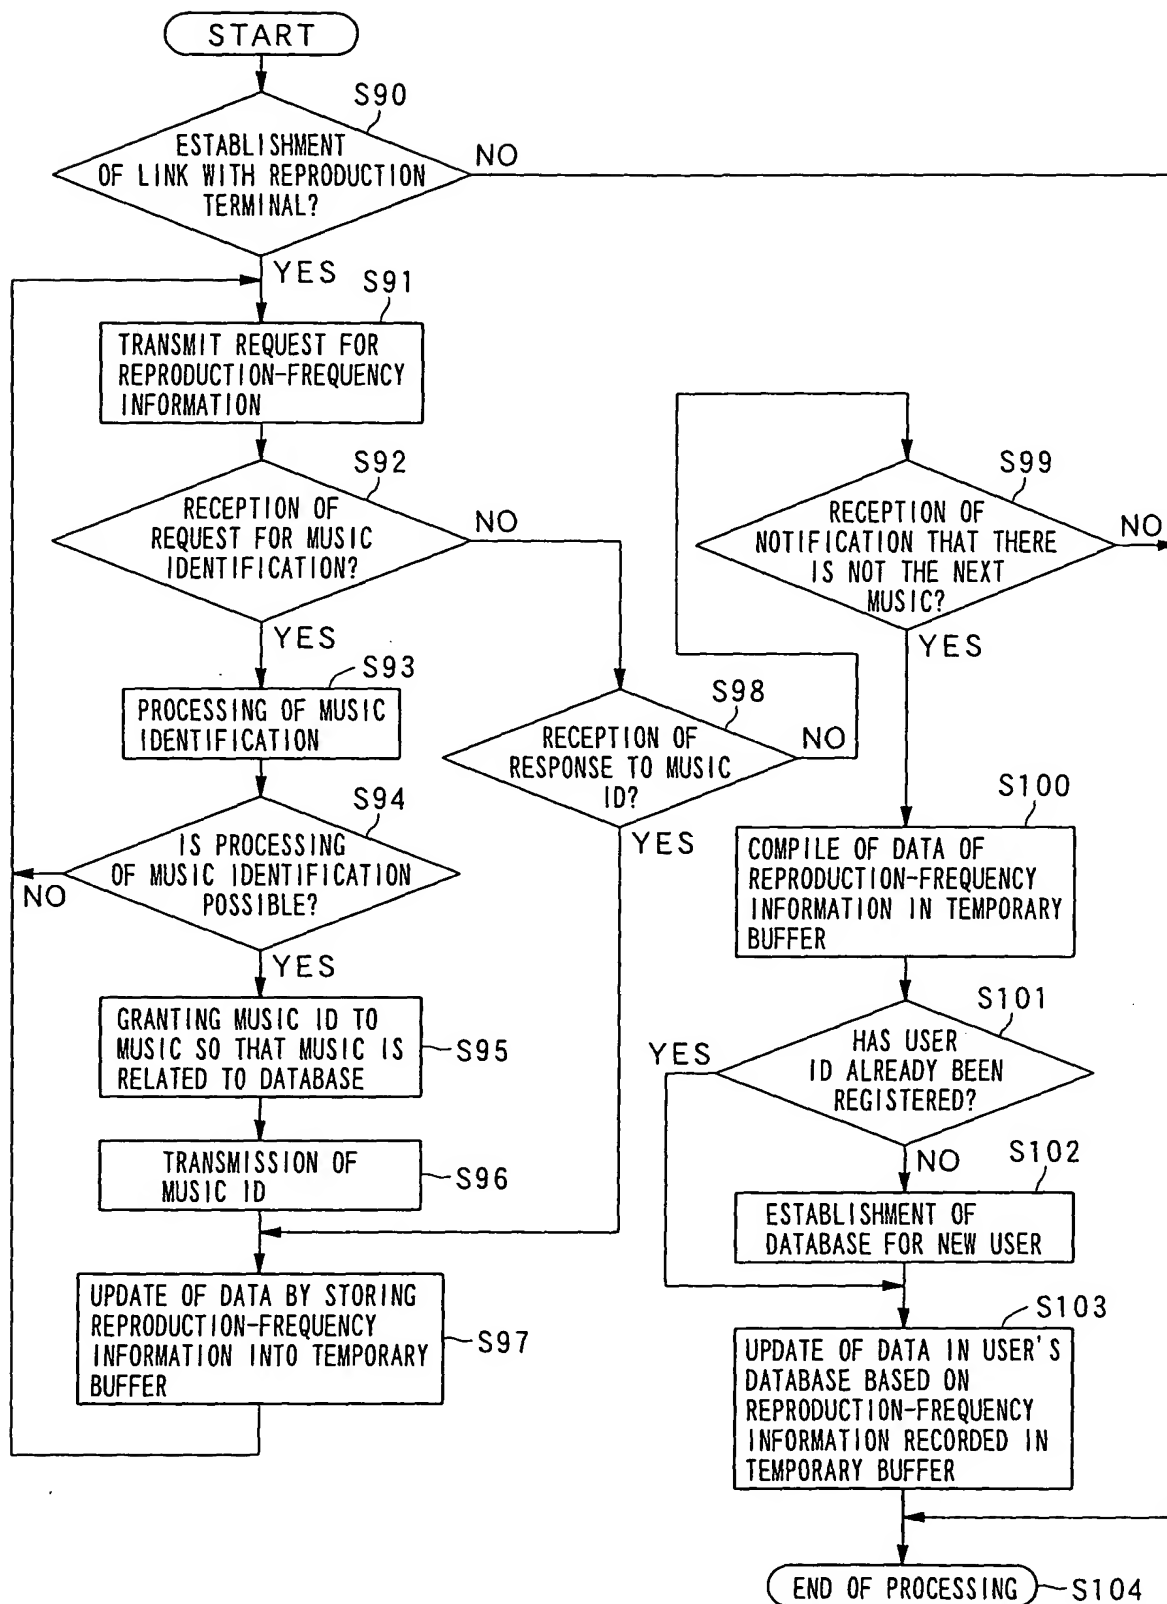 START
S90
ESTABLISHMENT
OF LINK WITH REPRODUCTION
TERMINAL?
NO
YES
S91
TRANSMIT REQUEST FOR
REPRODUCTION-FREQUENCY
INFORMATION
S92
RECEPTION OF
REQUEST FOR MUSIC
IDENTIFICATION?
NO
YES
S93
PROCESSING OF MUSIC
IDENTIFICATION
S94
IS PROCESSING
OF MUSIC IDENTIFICATION
POSSIBLE?
NO
YES
GRANTING MUSIC ID TO
MUSIC SO THAT MUSIC IS
RELATED TO DATABASE
S95
TRANSMISSION OF
MUSIC ID
S96
UPDATE OF DATA BY STORING
REPRODUCTION-FREQUENCY
INFORMATION INTO TEMPORARY
BUFFER
S97
S98
RECEPTION OF
RESPONSE TO MUSIC
ID?
NO
YES
S99
RECEPTION OF
NOTIFICATION THAT THERE
IS NOT THE NEXT
MUSIC?
NO
YES
S100
COMPILE OF DATA OF
REPRODUCTION-FREQUENCY
INFORMATION IN TEMPORARY
BUFFER
S101
HAS USER
ID ALREADY BEEN
REGISTERED?
YES
NO
S102
ESTABLISHMENT OF
DATABASE FOR NEW USER
S103
UPDATE OF DATA IN USER'S
DATABASE BASED ON
REPRODUCTION-FREQUENCY
INFORMATION RECORDED IN
TEMPORARY BUFFER
END OF PROCESSING
S104